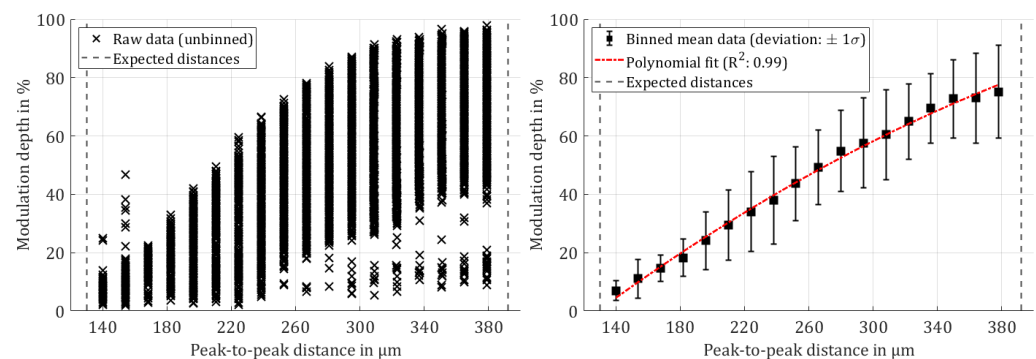 Modulation depth in %
100
80
60
40
20
0
Raw data (unbinned)
Expected distances
140 180 220 260 300 340 380
Peak-to-peak distance in μm
Modulation depth in %
100
80
60
40
20
0
Binned mean data (deviation: ± 1σ)
Polynomial fit (R²: 0.99)
Expected distances
140 180 220 260 300 340 380
Peak-to-peak distance in μm